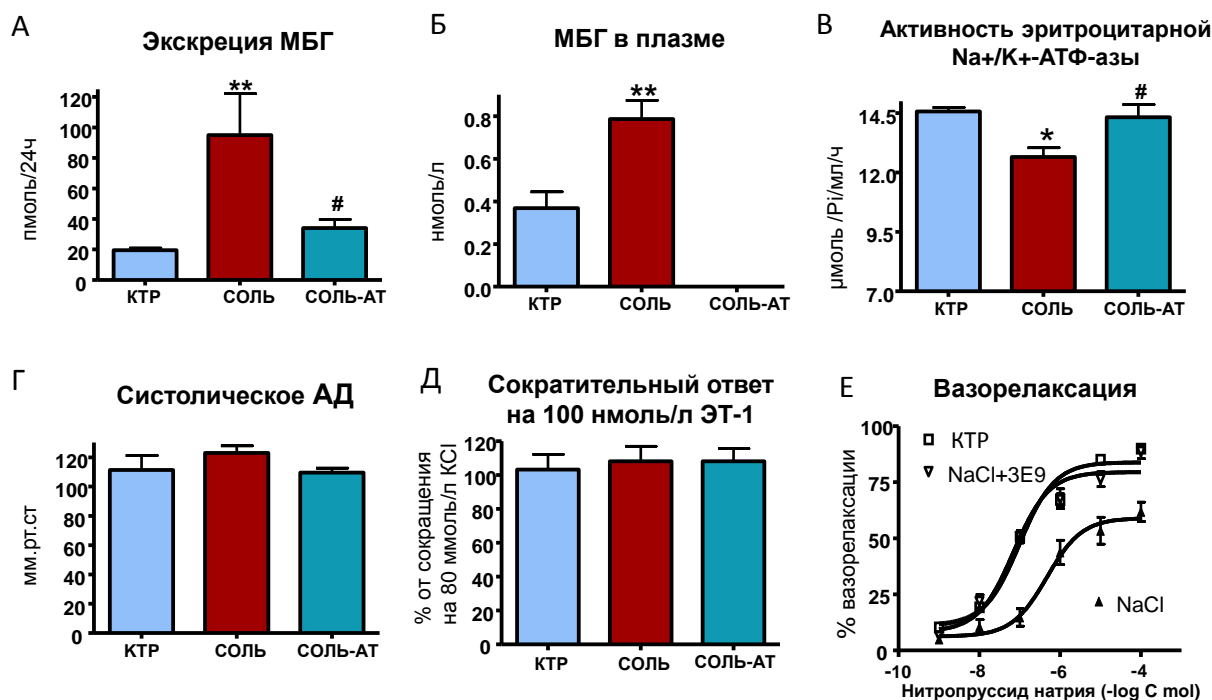 А
Экскреция МБГ
пмоль/24ч
120
100
80
60
40
20
0
**
#
КТР
СОЛЬ
СОЛЬ-АТ
Б
МБГ в плазме
нмоль/л
0.8
0.6
0.4
0.2
0.0
**
КТР
СОЛЬ
СОЛЬ-АТ
В
Активность эритроцитарной
Na+/K+-АТФ-азы
μмоль /Pi/мл/ч
14.5
12.0
9.5
7.0
*
#
КТР
СОЛЬ
СОЛЬ-АТ
Г
Систолическое АД
мм.рт.ст
120
100
80
60
40
20
0
КТР
СОЛЬ
СОЛЬ-АТ
Д
Сократительный ответ
на 100 нмоль/л ЭТ-1
% от сокращения
на 80 ммоль/л KCl
120
100
80
60
40
20
0
КТР
СОЛЬ
СОЛЬ-АТ
Е
Вазорелаксация
% вазорелаксации
100
75
50
25
0
КТР
NaCl+3E9
NaCl
-10
-8
-6
-4
Нитропруссид натрия (-log C mol)